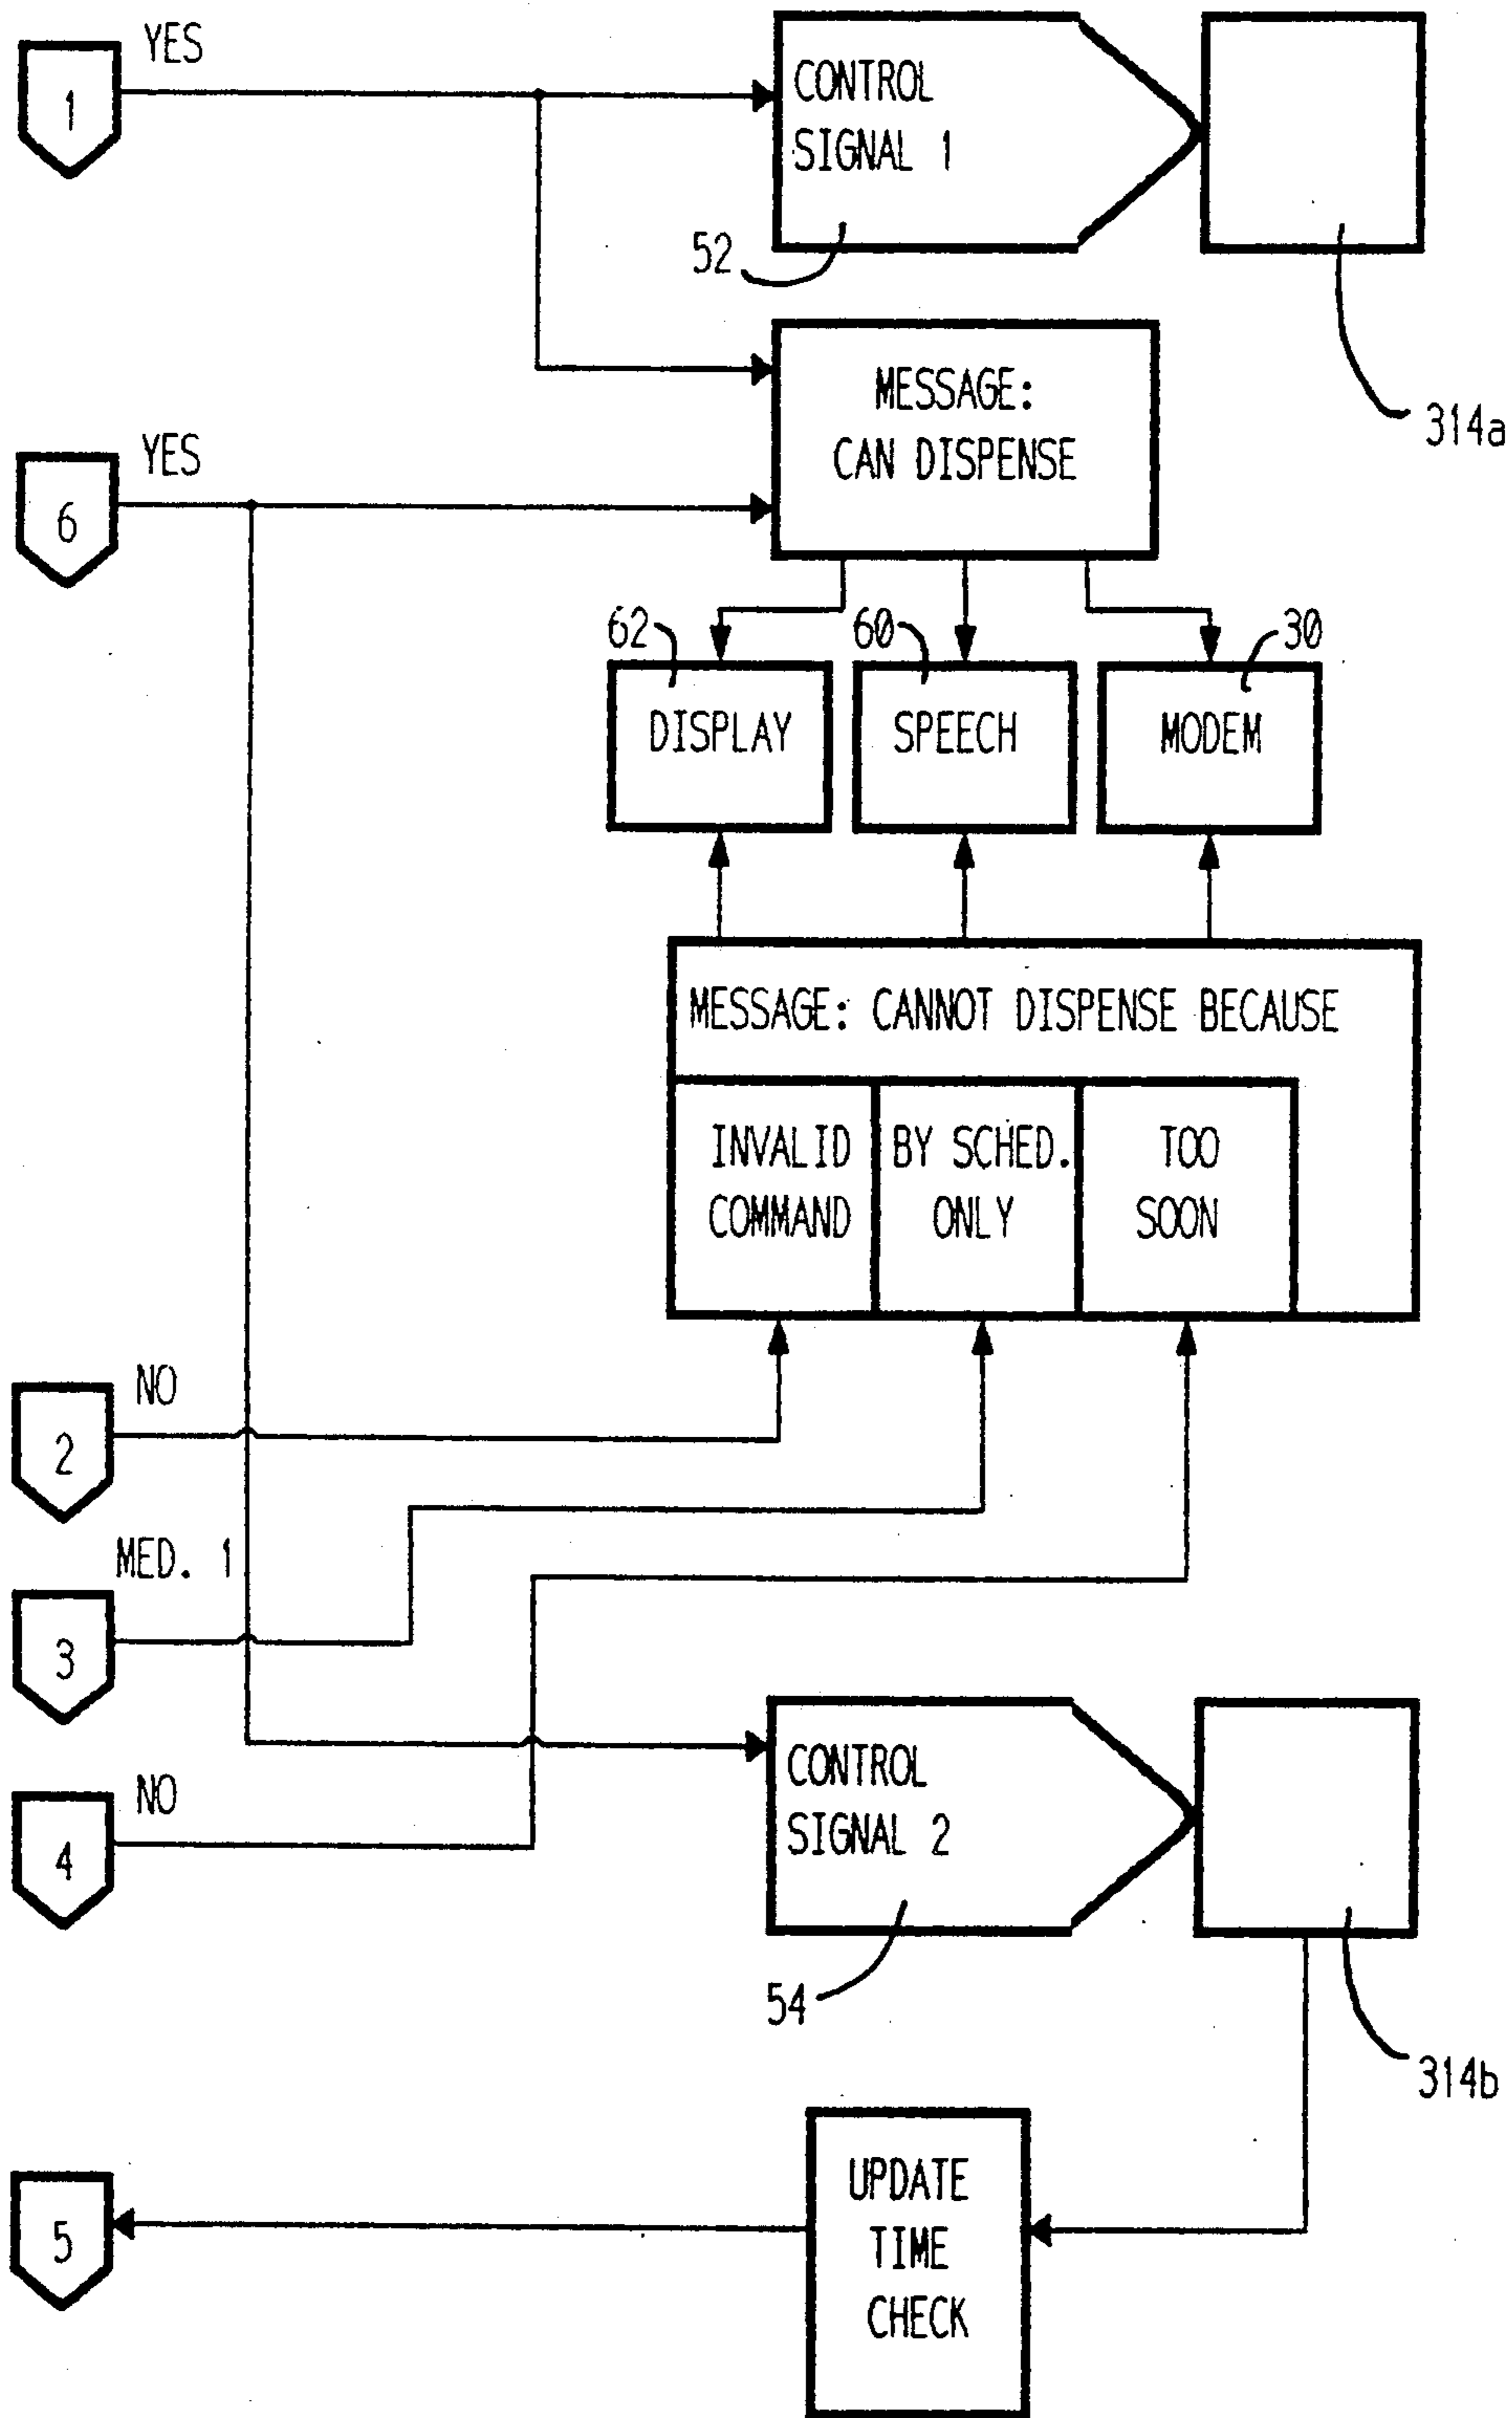 YES
1
CONTROL
SIGNAL 1
52
314a
MESSAGE:
CAN DISPENSE
YES
6
62
60
30
DISPLAY
SPEECH
MODEM
MESSAGE: CANNOT DISPENSE BECAUSE
INVALID
COMMAND
BY SCHED.
ONLY
TOO
SOON
NO
2
MED. 1
3
NO
4
CONTROL
SIGNAL 2
54
314b
UPDATE
TIME
CHECK
5